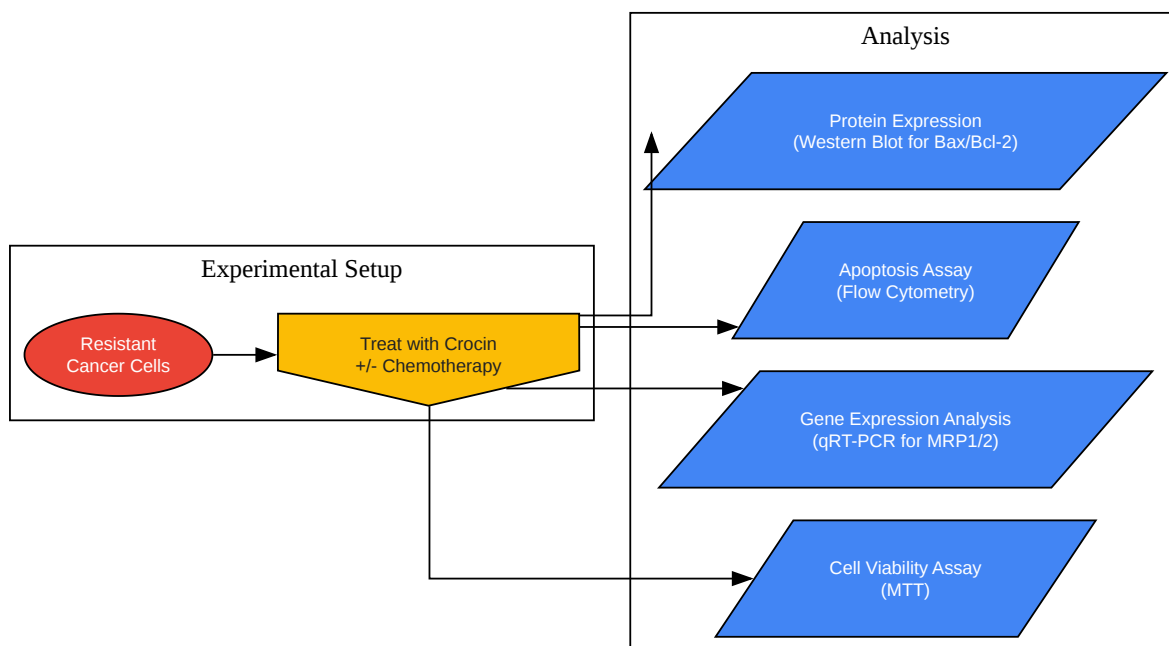 Analysis
Protein Expression
(Western Blot for Bax/Bcl-2)
Apoptosis Assay
(Flow Cytometry)
Experimental Setup
Resistant
Cancer Cells
Treat with Crocin
+/- Chemotherapy
Gene Expression Analysis
(qRT-PCR for MRP1/2)
Cell Viability Assay
(MTT)